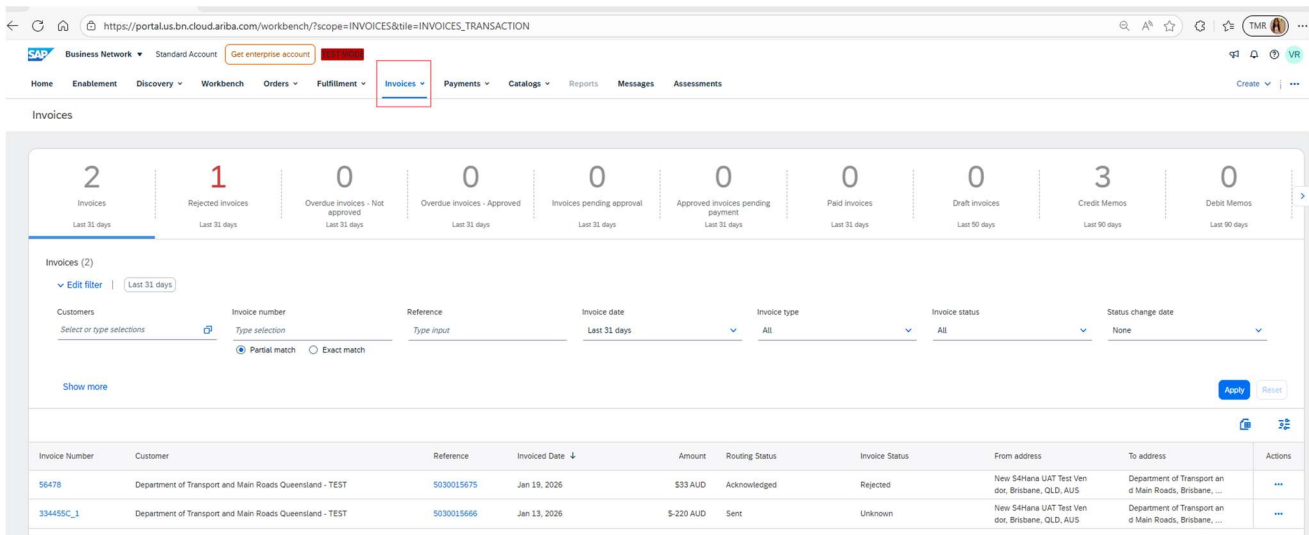 https://portal.us.bn.cloud.ariba.com/workbench/?scope=INVOICES&tile=INVOICES_TRANSACTION
TMR
SAP Business Network Standard Account Get enterprise account
VR
Home Enablement Discovery Workbench Orders Fulfillment Invoices Payments Catalogs Reports Messages Assessments Create
Invoices
2 1 0 0 0 0 0 0 3 0
Invoices Rejected invoices Overdue invoices - Not approved Overdue invoices - Approved Invoices pending approval Approved invoices pending payment Paid invoices Draft invoices Credit Memos Debit Memos
Last 31 days Last 31 days Last 31 days Last 31 days Last 31 days Last 31 days Last 31 days Last 50 days Last 90 days Last 90 days
Invoices (2)
Edit filter | Last 31 days
Customers Invoice number Reference Invoice date Invoice type Invoice status Status change date
Select or type selections Type selection Type input Last 31 days All All None
Partial match Exact match
Show more
Apply Reset
Invoice Number Customer Reference Invoiced Date ↓ Amount Routing Status Invoice Status From address To address Actions
56478 Department of Transport and Main Roads Queensland - TEST 5030015675 Jan 19, 2026 $33 AUD Acknowledged Rejected New S4Hana UAT Test Ven Department of Transport an
dor, Brisbane, QLD, AUS d Main Roads, Brisbane, ...
334455C_1 Department of Transport and Main Roads Queensland - TEST 5030015666 Jan 13, 2026 $-220 AUD Sent Unknown New S4Hana UAT Test Ven Department of Transport an
dor, Brisbane, QLD, AUS d Main Roads, Brisbane, ...